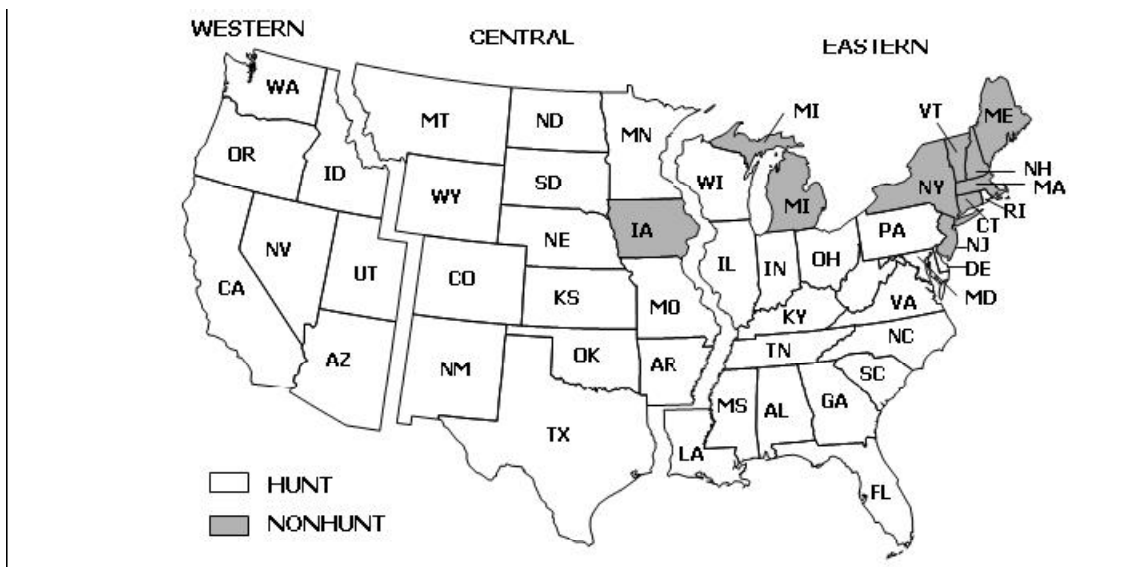 WESTERN
CENTRAL
EASTERN
WA
MT
ND
MN
MI
VT
ME
OR
ID
SD
WI
NH
MA
WY
MI
NY
RI
CT
IA
NE
PA
NJ
NV
UT
CO
IL
IN
OH
DE
CA
KS
MO
MD
KY
VA
AZ
NM
OK
AR
TN
NC
SC
TX
MS
AL
GA
LA
FL
HUNT
NONHUNT